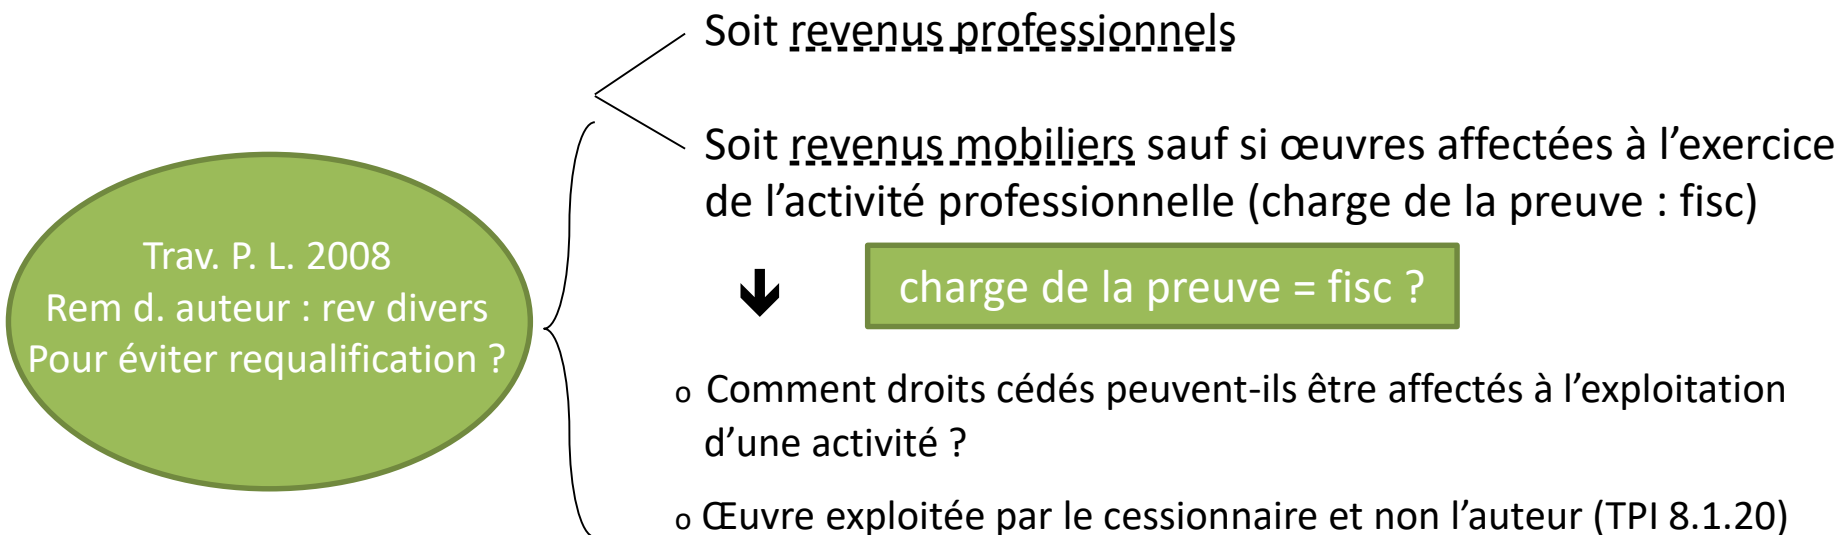 Soit revenus professionnels
Soit revenus mobiliers sauf si œuvres affectées à l’exercice
de l’activité professionnelle (charge de la preuve : fisc)
Trav. P. L. 2008
Rem d. auteur : rev divers
Pour éviter requalification ?
charge de la preuve = fisc ?
o Comment droits cédés peuvent-ils être affectés à l’exploitation
d’une activité ?
o Œuvre exploitée par le cessionnaire et non l’auteur (TPI 8.1.20)